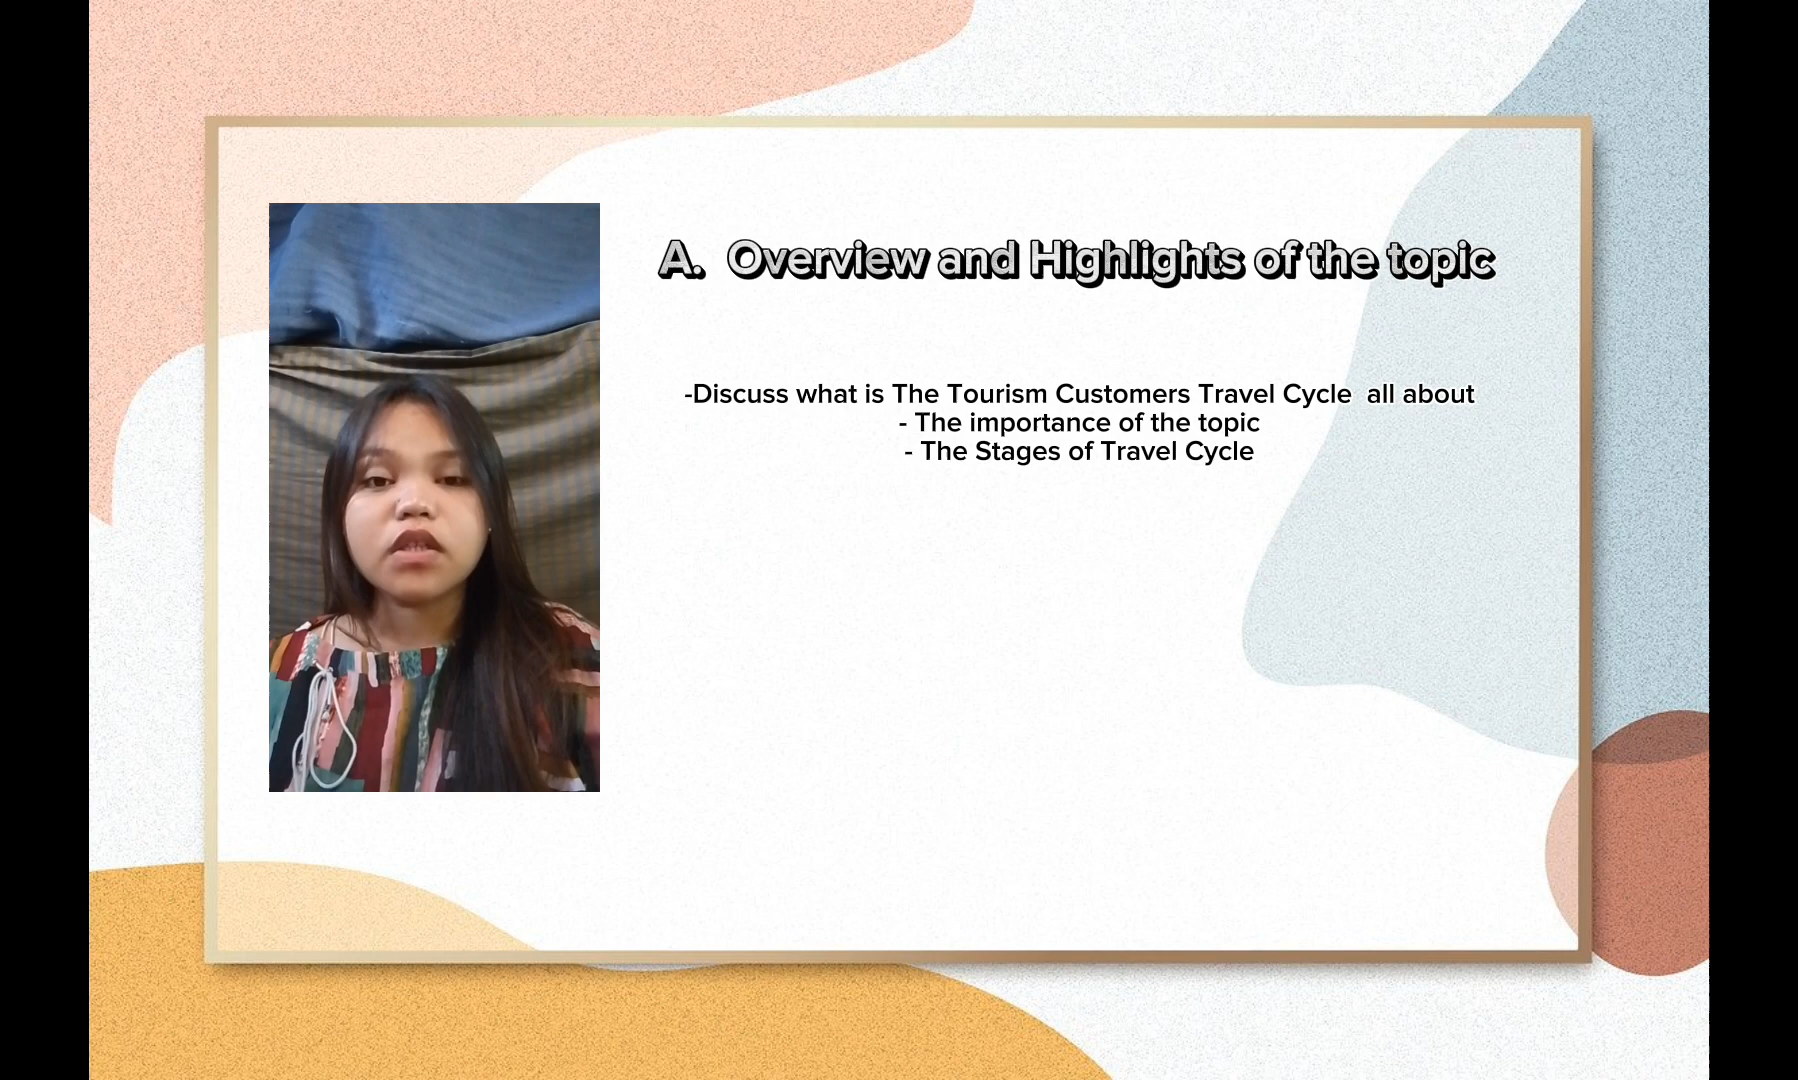 A. Overview and Highlights of the topic
-Discuss what is The Tourism Customers Travel Cycle all about
- The importance of the topic
- The Stages of Travel Cycle